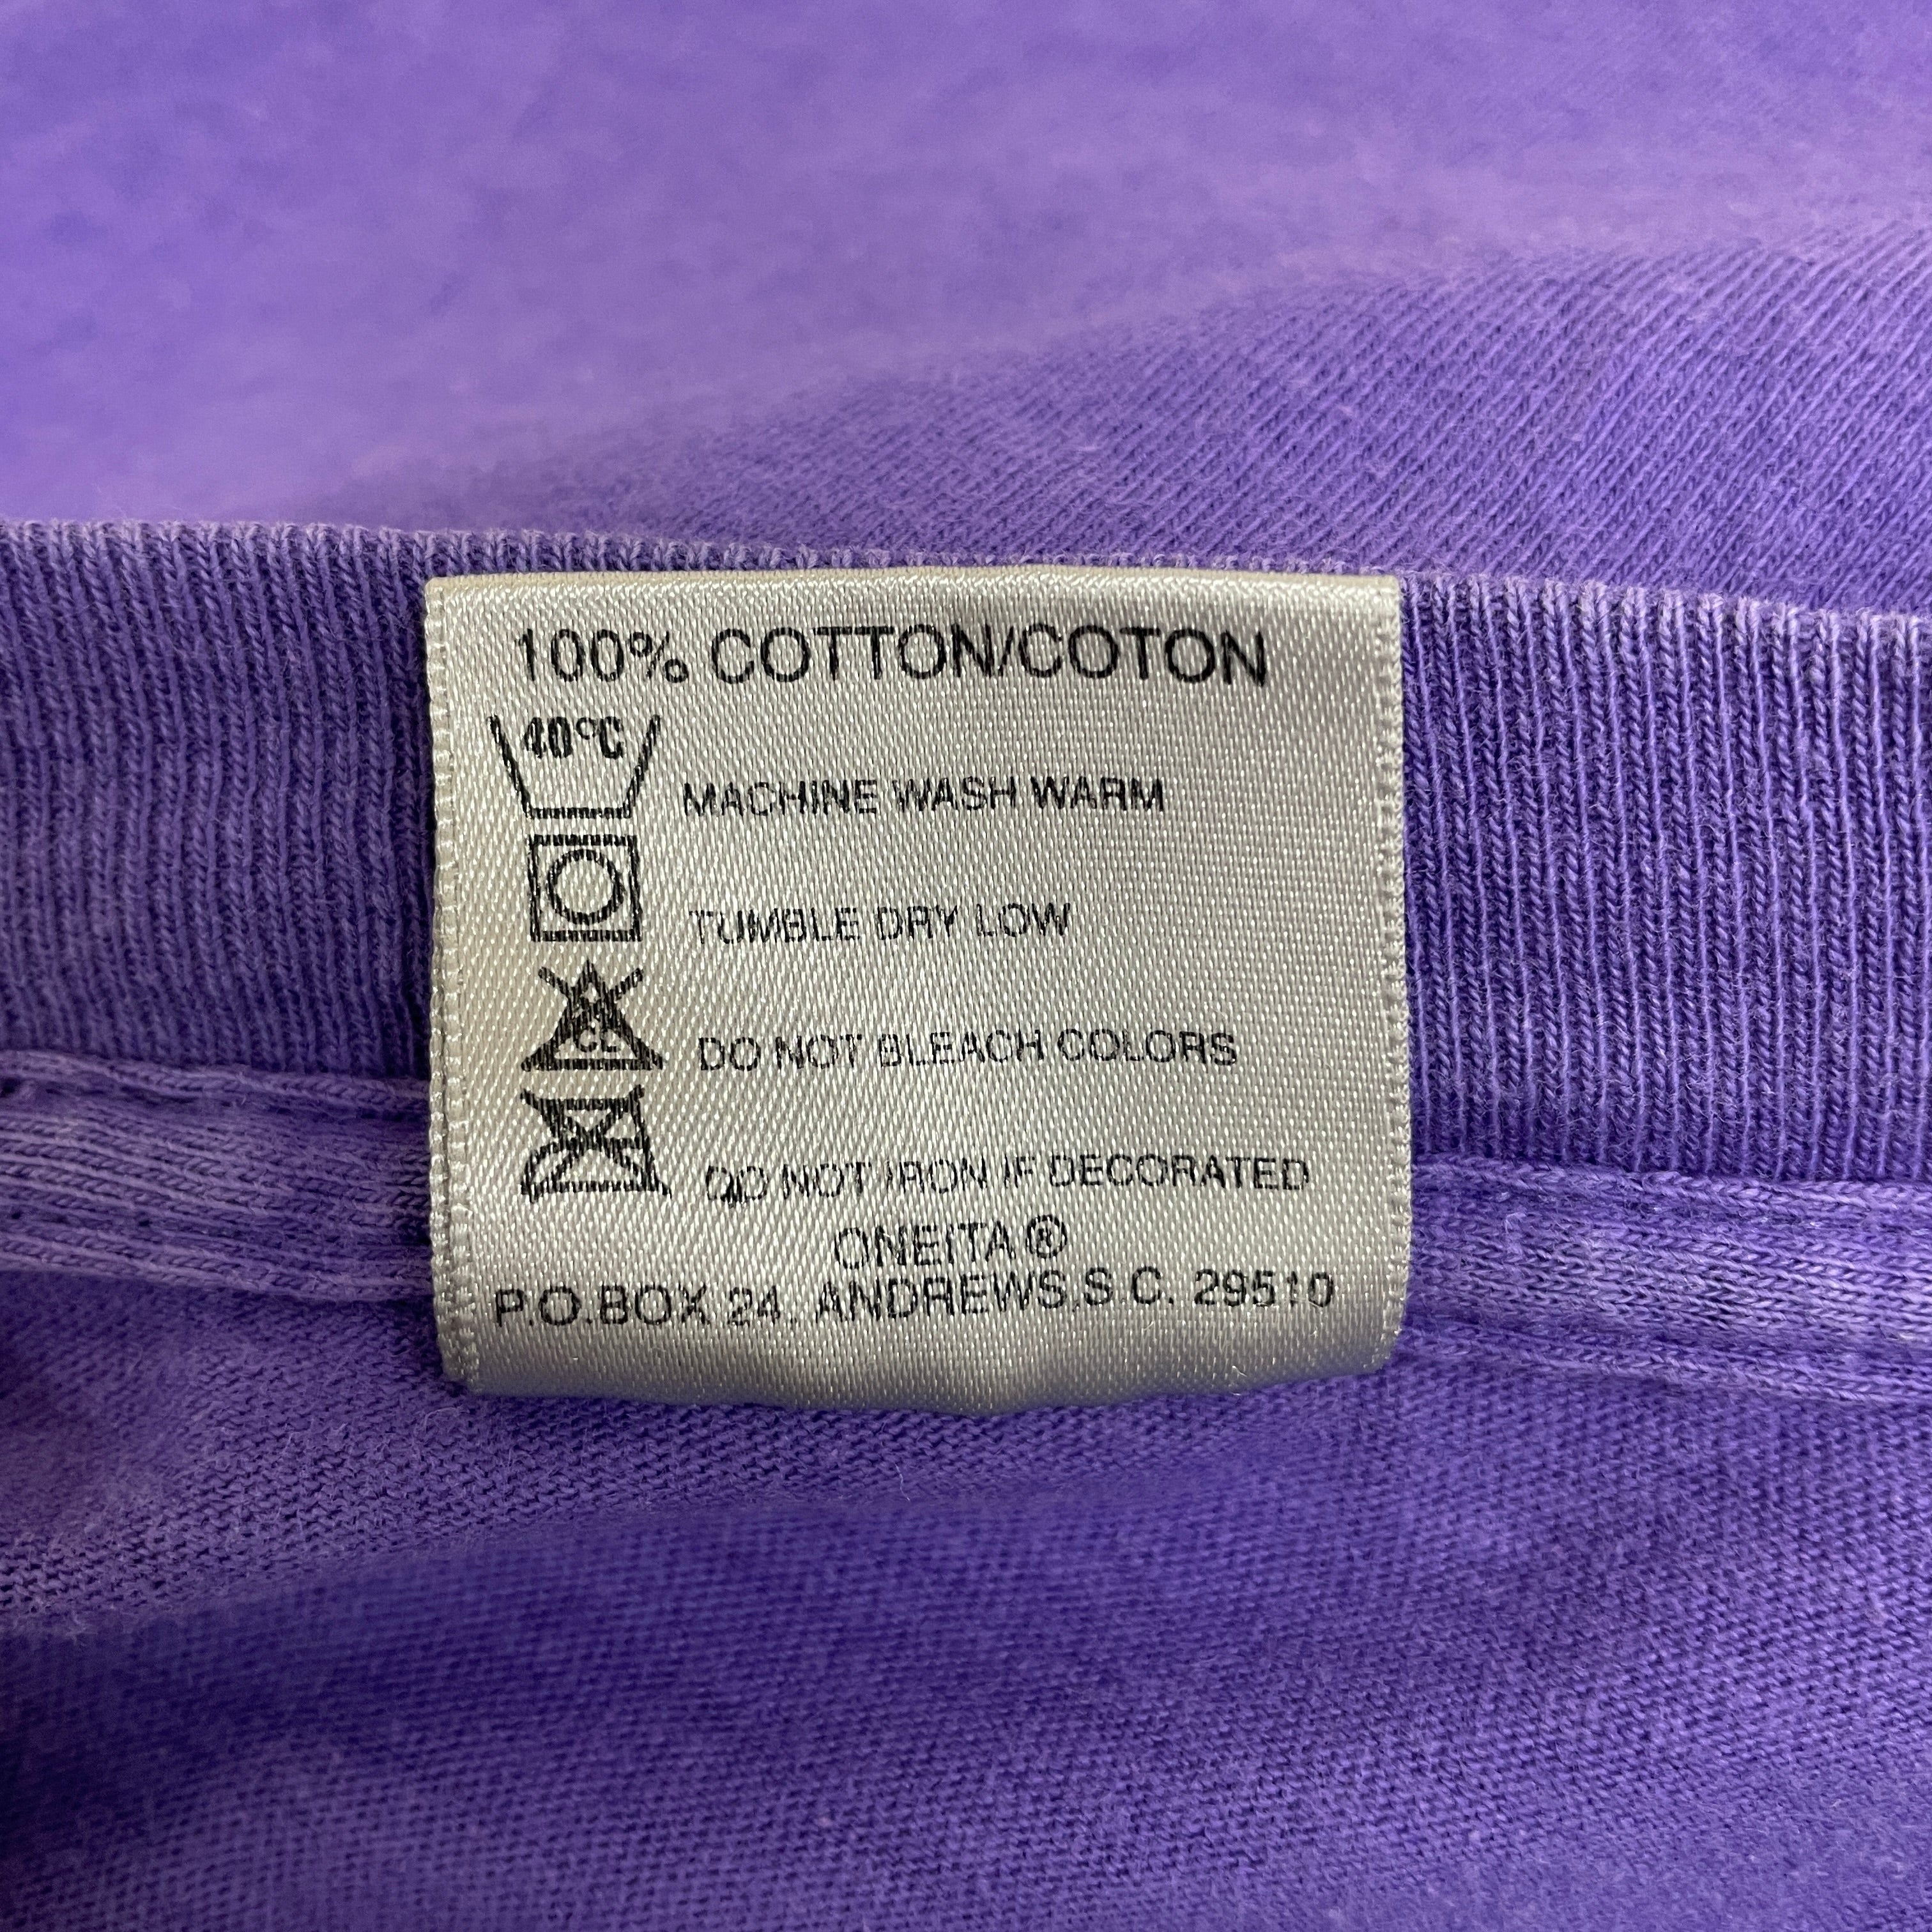 100% COTTON/COTON
40°C
MACHINE WASH WARM
TUMBLE DRY LOW
CL
DO NOT BLEACH COLORS
DO NOT IRON IF DECORATED
ONEITA®
P.O.BOX 24, ANDREWS,S.C. 29510